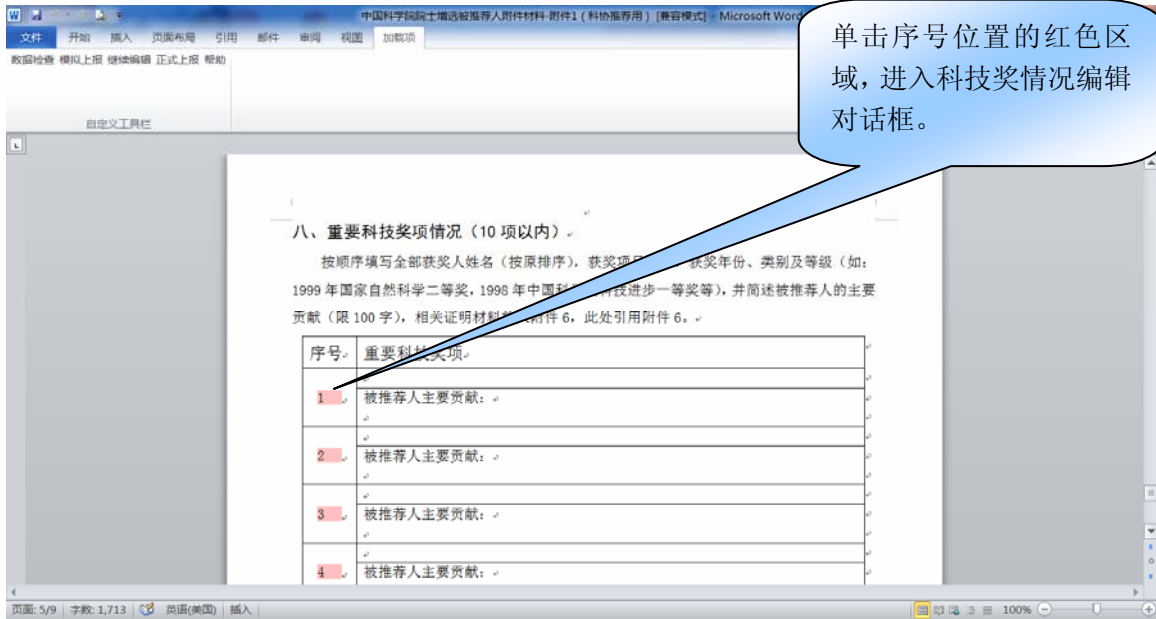 中国科学院院士增选被推荐人附件材料-附件1（科协推荐用）[兼容模式] - Microsoft Word
文件 开始 插入 页面布局 引用 邮件 审阅 视图 加载项
数据检查 模拟上报 继续编辑 正式上报 帮助
自定义工具栏
单击序号位置的红色区
域，进入科技奖情况编辑
对话框。
八、重要科技奖项情况（10 项以内）
按顺序填写全部获奖人姓名（按原排序），获奖项目 获奖年份、类别及等级（如：
1999 年国家自然科学二等奖，1998 年中国科 科技进步一等奖等），并简述被推荐人的主要
贡献（限 100 字），相关证明材料 附件 6，此处引用附件 6。
序号 重要科技奖项
1 被推荐人主要贡献：
2 被推荐人主要贡献：
3 被推荐人主要贡献：
4 被推荐人主要贡献：
页面: 5/9 字数: 1,713 英语(美国) 插入 100%